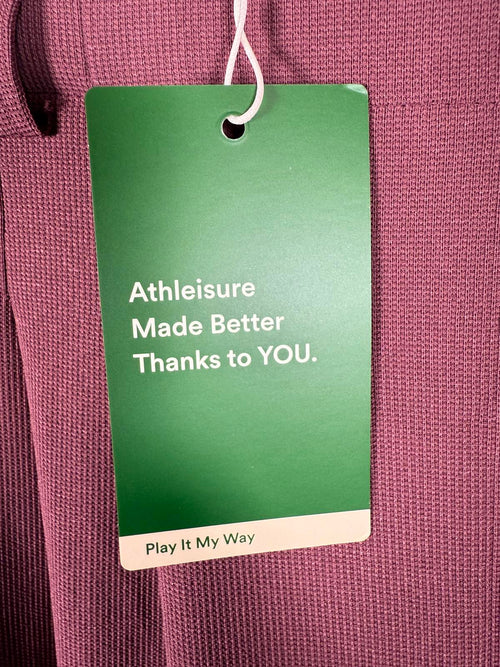 Athleisure
Made Better
Thanks to YOU.
Play It My Way